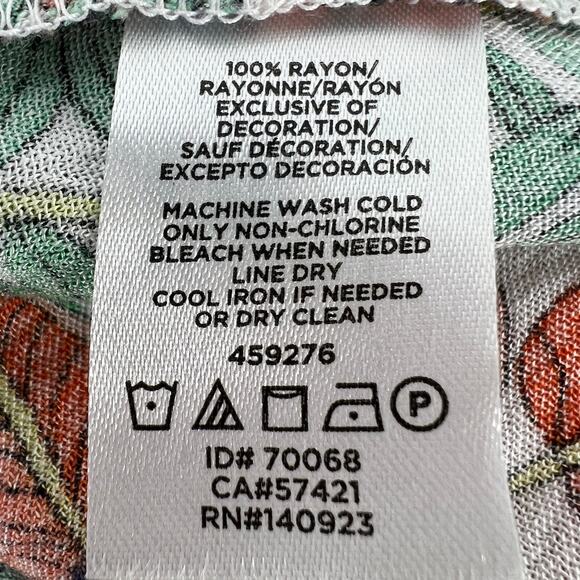 100% RAYON/
RAYONNE/RAYÓN
EXCLUSIVE OF
DECORATION/
SAUF DÉCORATION/
EXCEPTO DECORACIÓN
MACHINE WASH COLD
ONLY NON-CHLORINE
BLEACH WHEN NEEDED
LINE DRY
COOL IRON IF NEEDED
OR DRY CLEAN
459276
P
ID# 70068
CA#57421
RN#140923